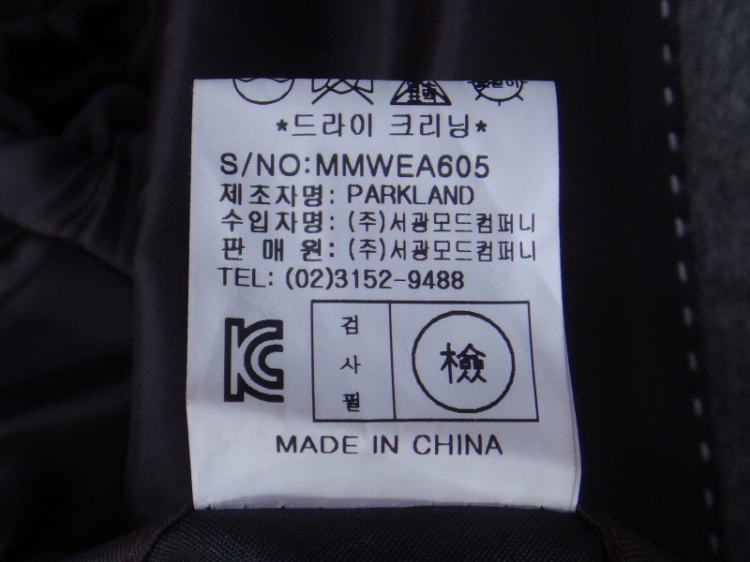 *드라이 크리닝*
S/NO:MMWEA605
제조자명: PARKLAND
수입자명: (주)서광모드컴퍼니
판 매 원: (주)서광모드컴퍼니
TEL: (02)3152-9488
검
사
필
檢
MADE IN CHINA